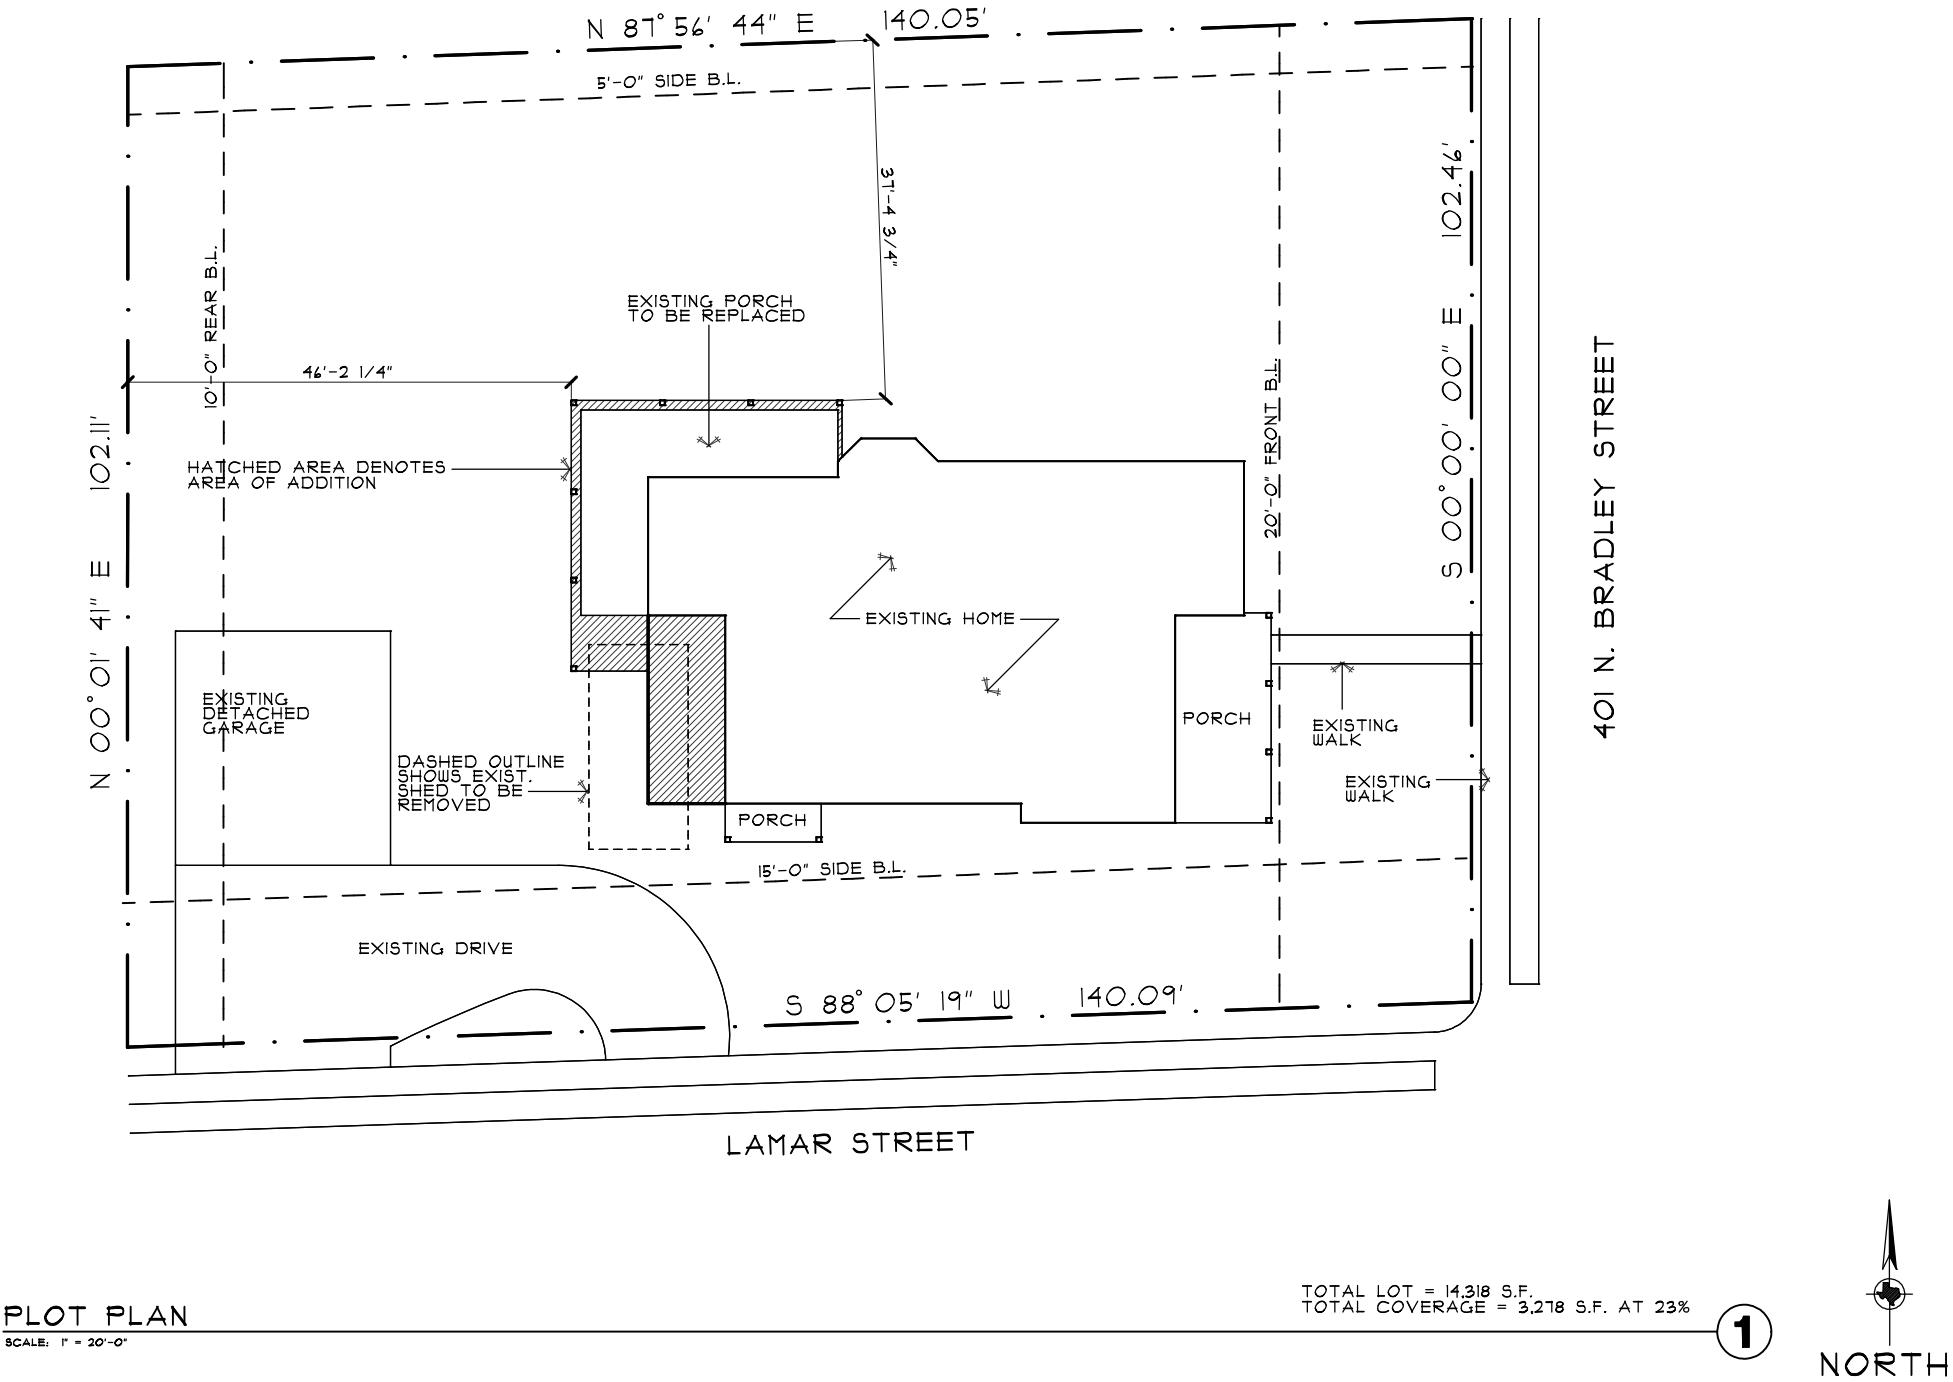 N 87° 56' 44" E 140.05'
5'-0" SIDE B.L.
37'-4 3/4"
S 00° 00' 00" E 102.46'
10'-0" REAR B.L.
EXISTING PORCH
TO BE REPLACED
46'-2 1/4"
20'-0" FRONT B.L.
401 N. BRADLEY STREET
N 00° 01' 41" E 102.11'
HATCHED AREA DENOTES
AREA OF ADDITION
EXISTING HOME
EXISTING
DETACHED
GARAGE
PORCH
EXISTING
WALK
DASHED OUTLINE
SHOWS EXIST.
SHED TO BE
REMOVED
EXISTING
WALK
PORCH
15'-0" SIDE B.L.
EXISTING DRIVE
S 88° 05' 19" W 140.09'
LAMAR STREET
TOTAL LOT = 14,318 S.F.
TOTAL COVERAGE = 3,278 S.F. AT 23%
PLOT PLAN
SCALE: 1" = 20'-0"
1
NORTH